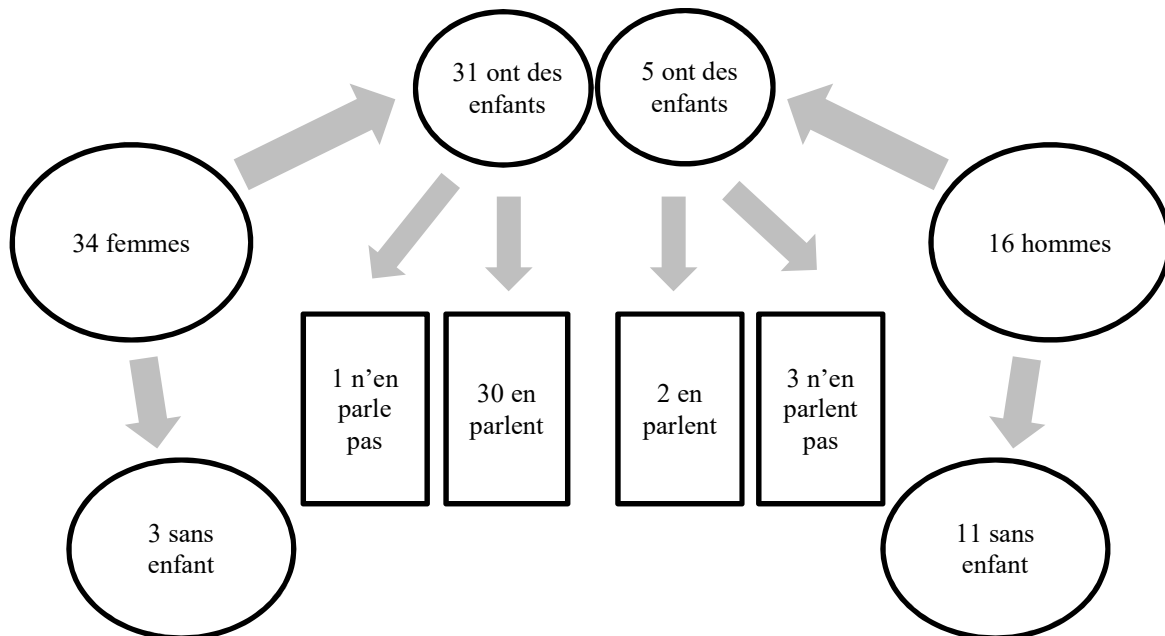 31 ont des
enfants
5 ont des
enfants
34 femmes
16 hommes
1 n’en
parle
pas
30 en
parlent
2 en
parlent
3 n’en
parlent
pas
3 sans
enfant
11 sans
enfant